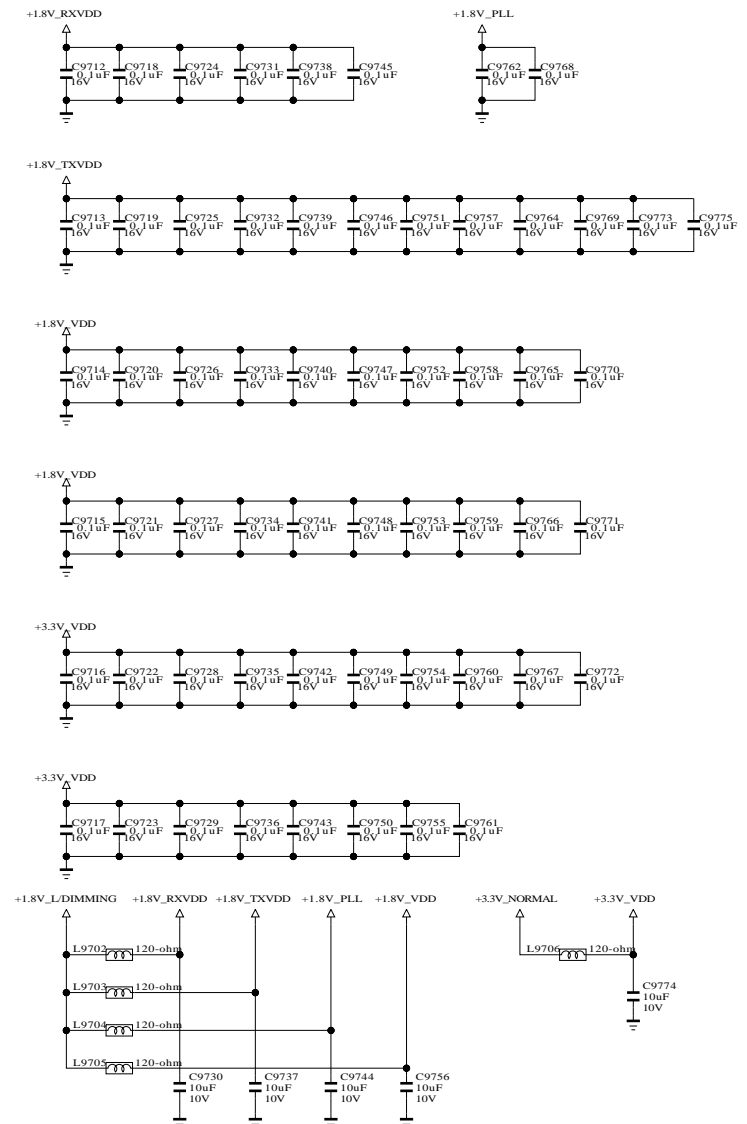 +1.8V_RXVDD +1.8V_PLL
C9712 C9718 C9724 C9731 C9738 C9745 C9762 C9768
0.1uF 0.1uF 0.1uF 0.1uF 0.1uF 0.1uF 0.1uF 0.1uF
16V 16V 16V 16V 16V 16V 16V 16V
+1.8V_TXVDD
C9713 C9719 C9725 C9732 C9739 C9746 C9751 C9757 C9764 C9769 C9773 C9775
0.1uF 0.1uF 0.1uF 0.1uF 0.1uF 0.1uF 0.1uF 0.1uF 0.1uF 0.1uF 0.1uF 0.1uF
16V 16V 16V 16V 16V 16V 16V 16V 16V 16V 16V 16V
+1.8V_VDD
C9714 C9720 C9726 C9733 C9740 C9747 C9752 C9758 C9765 C9770
0.1uF 0.1uF 0.1uF 0.1uF 0.1uF 0.1uF 0.1uF 0.1uF 0.1uF 0.1uF
16V 16V 16V 16V 16V 16V 16V 16V 16V 16V
+1.8V_VDD
C9715 C9721 C9727 C9734 C9741 C9748 C9753 C9759 C9766 C9771
0.1uF 0.1uF 0.1uF 0.1uF 0.1uF 0.1uF 0.1uF 0.1uF 0.1uF 0.1uF
16V 16V 16V 16V 16V 16V 16V 16V 16V 16V
+3.3V_VDD
C9716 C9722 C9728 C9735 C9742 C9749 C9754 C9760 C9767 C9772
0.1uF 0.1uF 0.1uF 0.1uF 0.1uF 0.1uF 0.1uF 0.1uF 0.1uF 0.1uF
16V 16V 16V 16V 16V 16V 16V 16V 16V 16V
+3.3V_VDD
C9717 C9723 C9729 C9736 C9743 C9750 C9755 C9761
0.1uF 0.1uF 0.1uF 0.1uF 0.1uF 0.1uF 0.1uF 0.1uF
16V 16V 16V 16V 16V 16V 16V 16V
+1.8V_L/DIMMING +1.8V_RXVDD +1.8V_TXVDD +1.8V_PLL +1.8V_VDD +3.3V_NORMAL +3.3V_VDD
L9702 120-ohm L9706 120-ohm
L9703 120-ohm C9774
10uF
10V
L9704 120-ohm
L9705 120-ohm
C9730 C9737 C9744 C9756
10uF 10uF 10uF 10uF
10V 10V 10V 10V